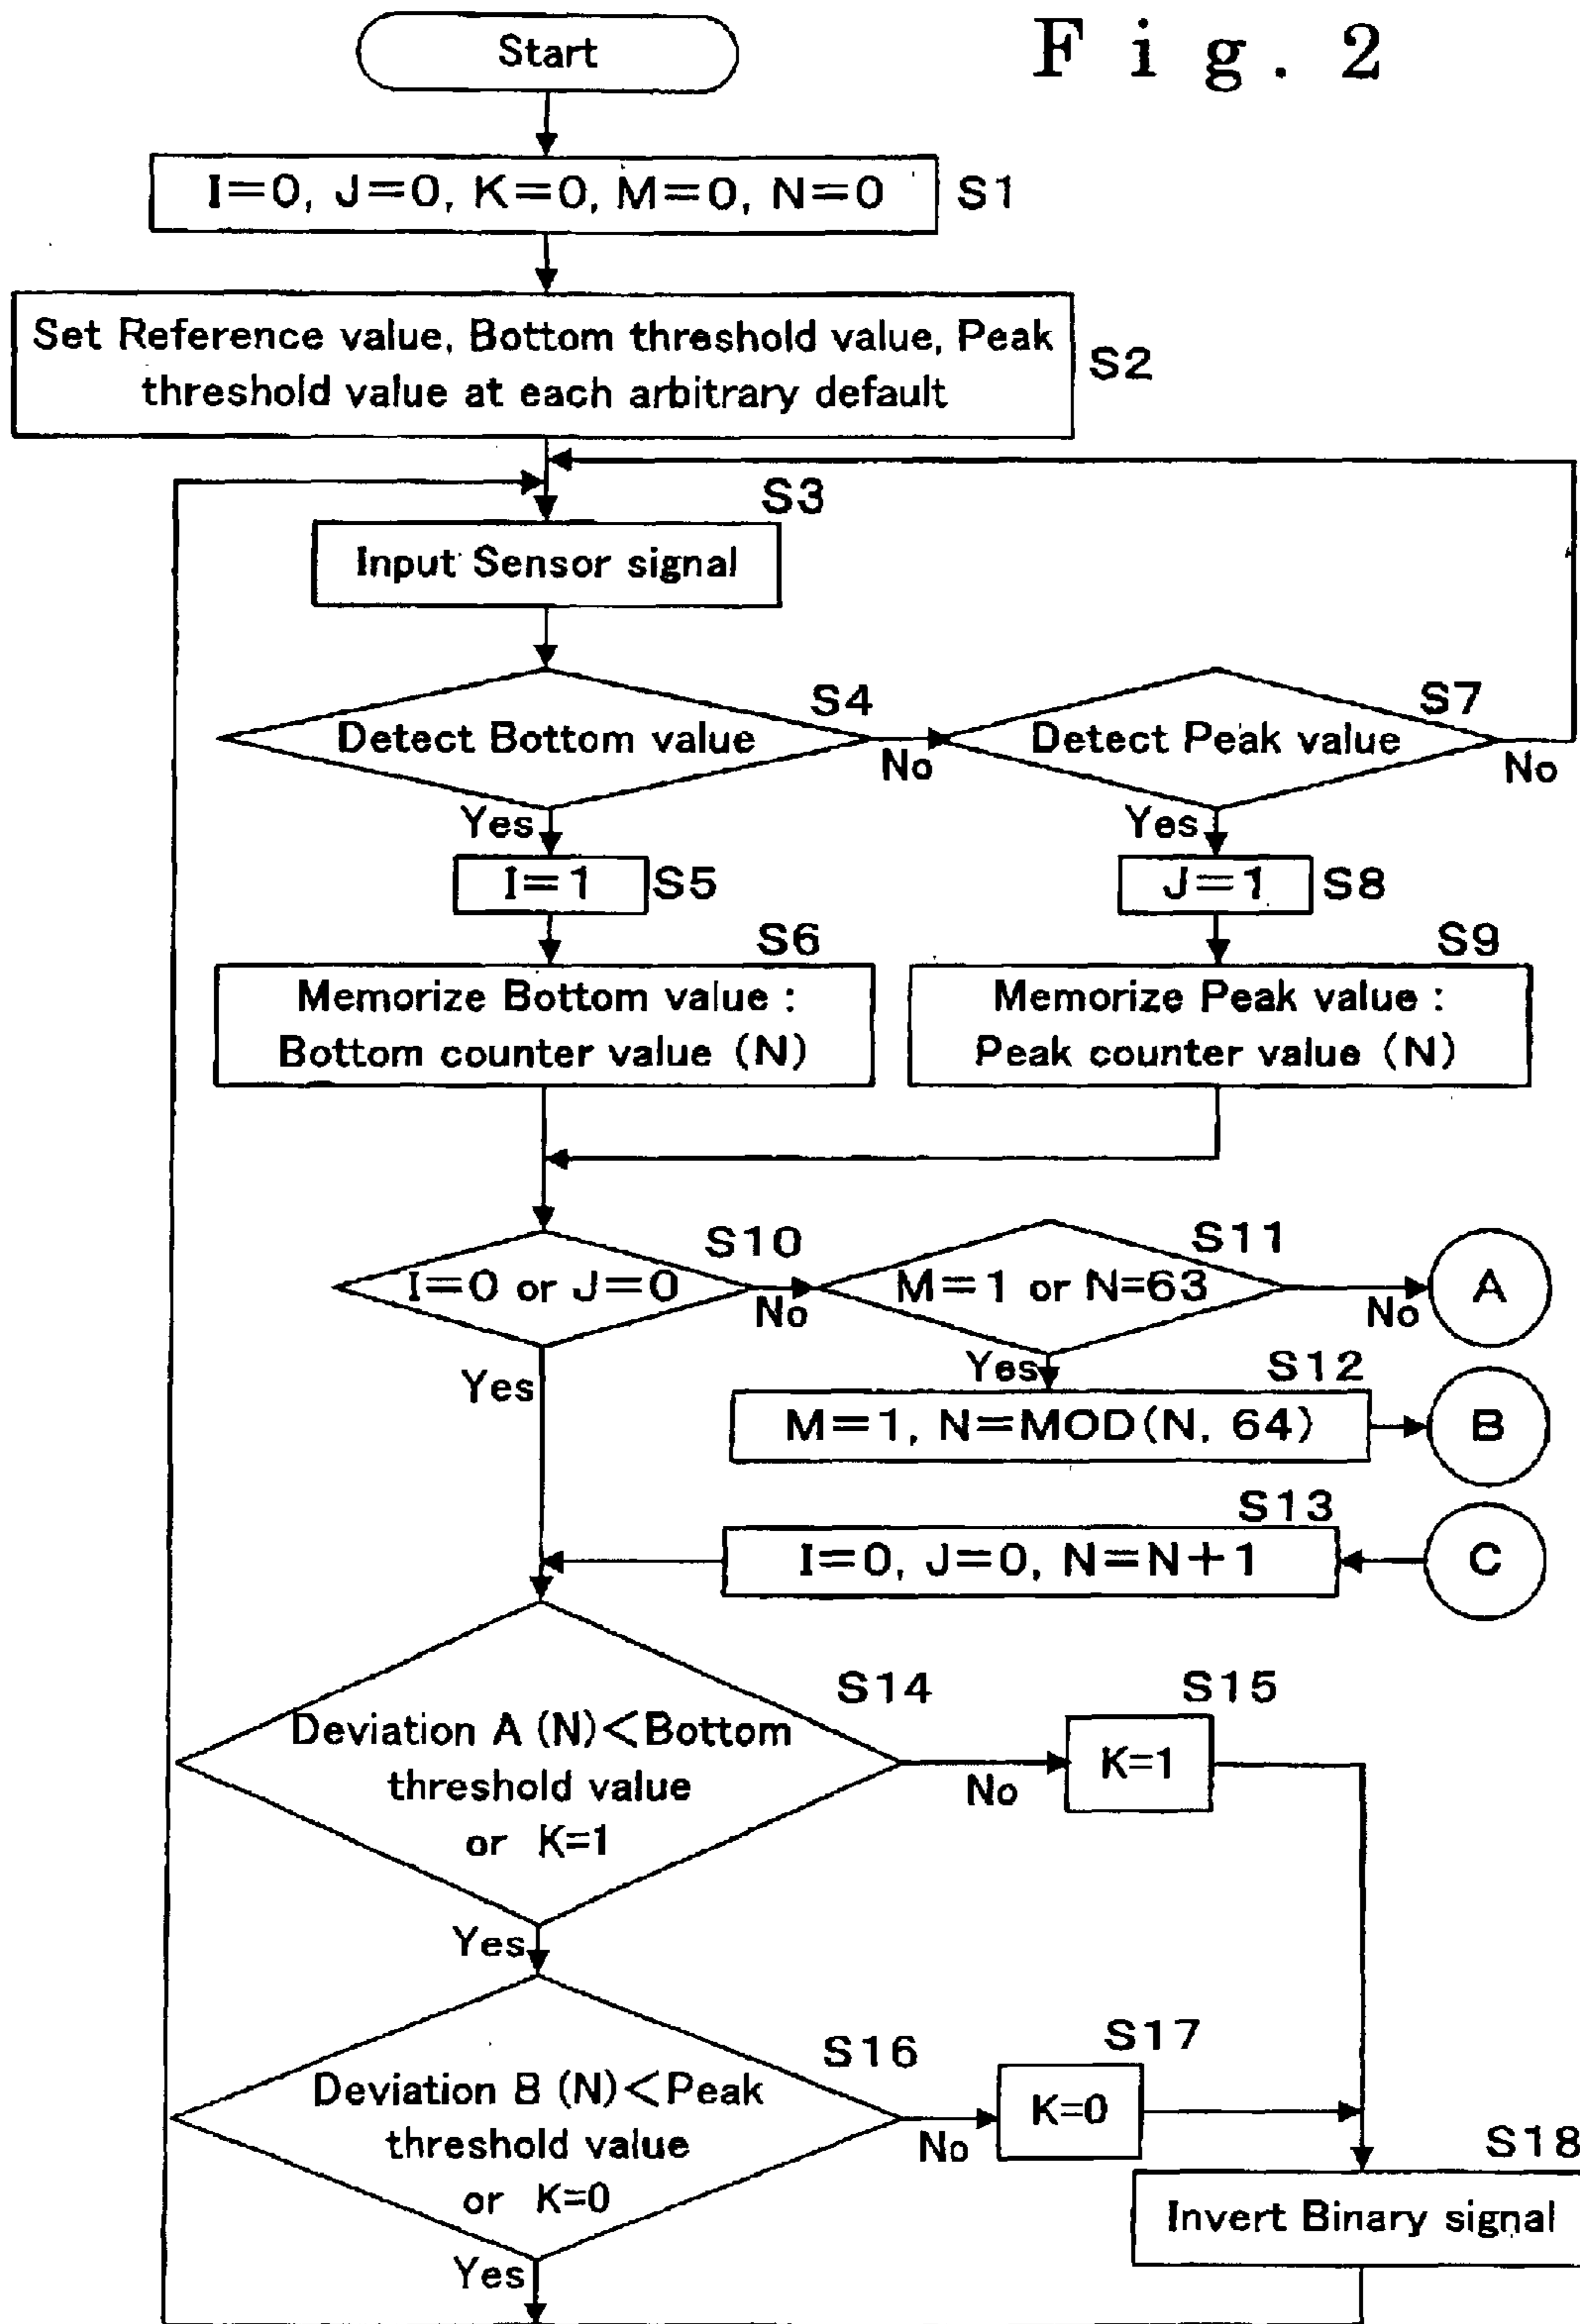 Fig. 2
Start
I=0, J=0, K=0, M=0, N=0
S1
Set Reference value, Bottom threshold value, Peak
threshold value at each arbitrary default
S2
S3
Input Sensor signal
S4
Detect Bottom value
No
S7
Detect Peak value
No
Yes
I=1
S5
Yes
J=1
S8
S6
Memorize Bottom value :
Bottom counter value (N)
S9
Memorize Peak value :
Peak counter value (N)
S10
I=0 or J=0
No
S11
M=1 or N=63
No
A
Yes
Yes
S12
M=1, N=MOD(N, 64)
B
S13
I=0, J=0, N=N+1
C
S14
Deviation A (N)<Bottom
threshold value
or K=1
No
S15
K=1
Yes
S16
Deviation B (N)<Peak
threshold value
or K=0
No
S17
K=0
S18
Invert Binary signal
Yes